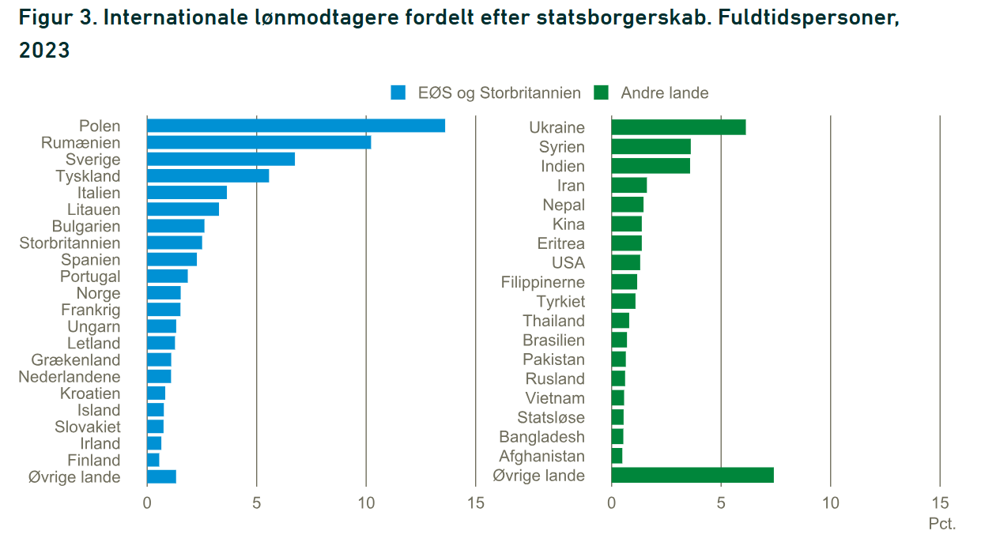 Figur 3. Internationale lønmodtagere fordelt efter statsborgerskab. Fuldtidspersoner,
2023
EØS og Storbritannien
Andre lande
Polen
Rumænien
Sverige
Tyskland
Italien
Litauen
Bulgarien
Storbritannien
Spanien
Portugal
Norge
Frankrig
Ungarn
Letland
Grækenland
Nederlandene
Kroatien
Island
Slovakiet
Irland
Finland
Øvrige lande
0 5 10 15
Ukraine
Syrien
Indien
Iran
Nepal
Kina
Eritrea
USA
Filippinerne
Tyrkiet
Thailand
Brasilien
Pakistan
Rusland
Vietnam
Statsløse
Bangladesh
Afghanistan
Øvrige lande
0 5 10 15
Pct.